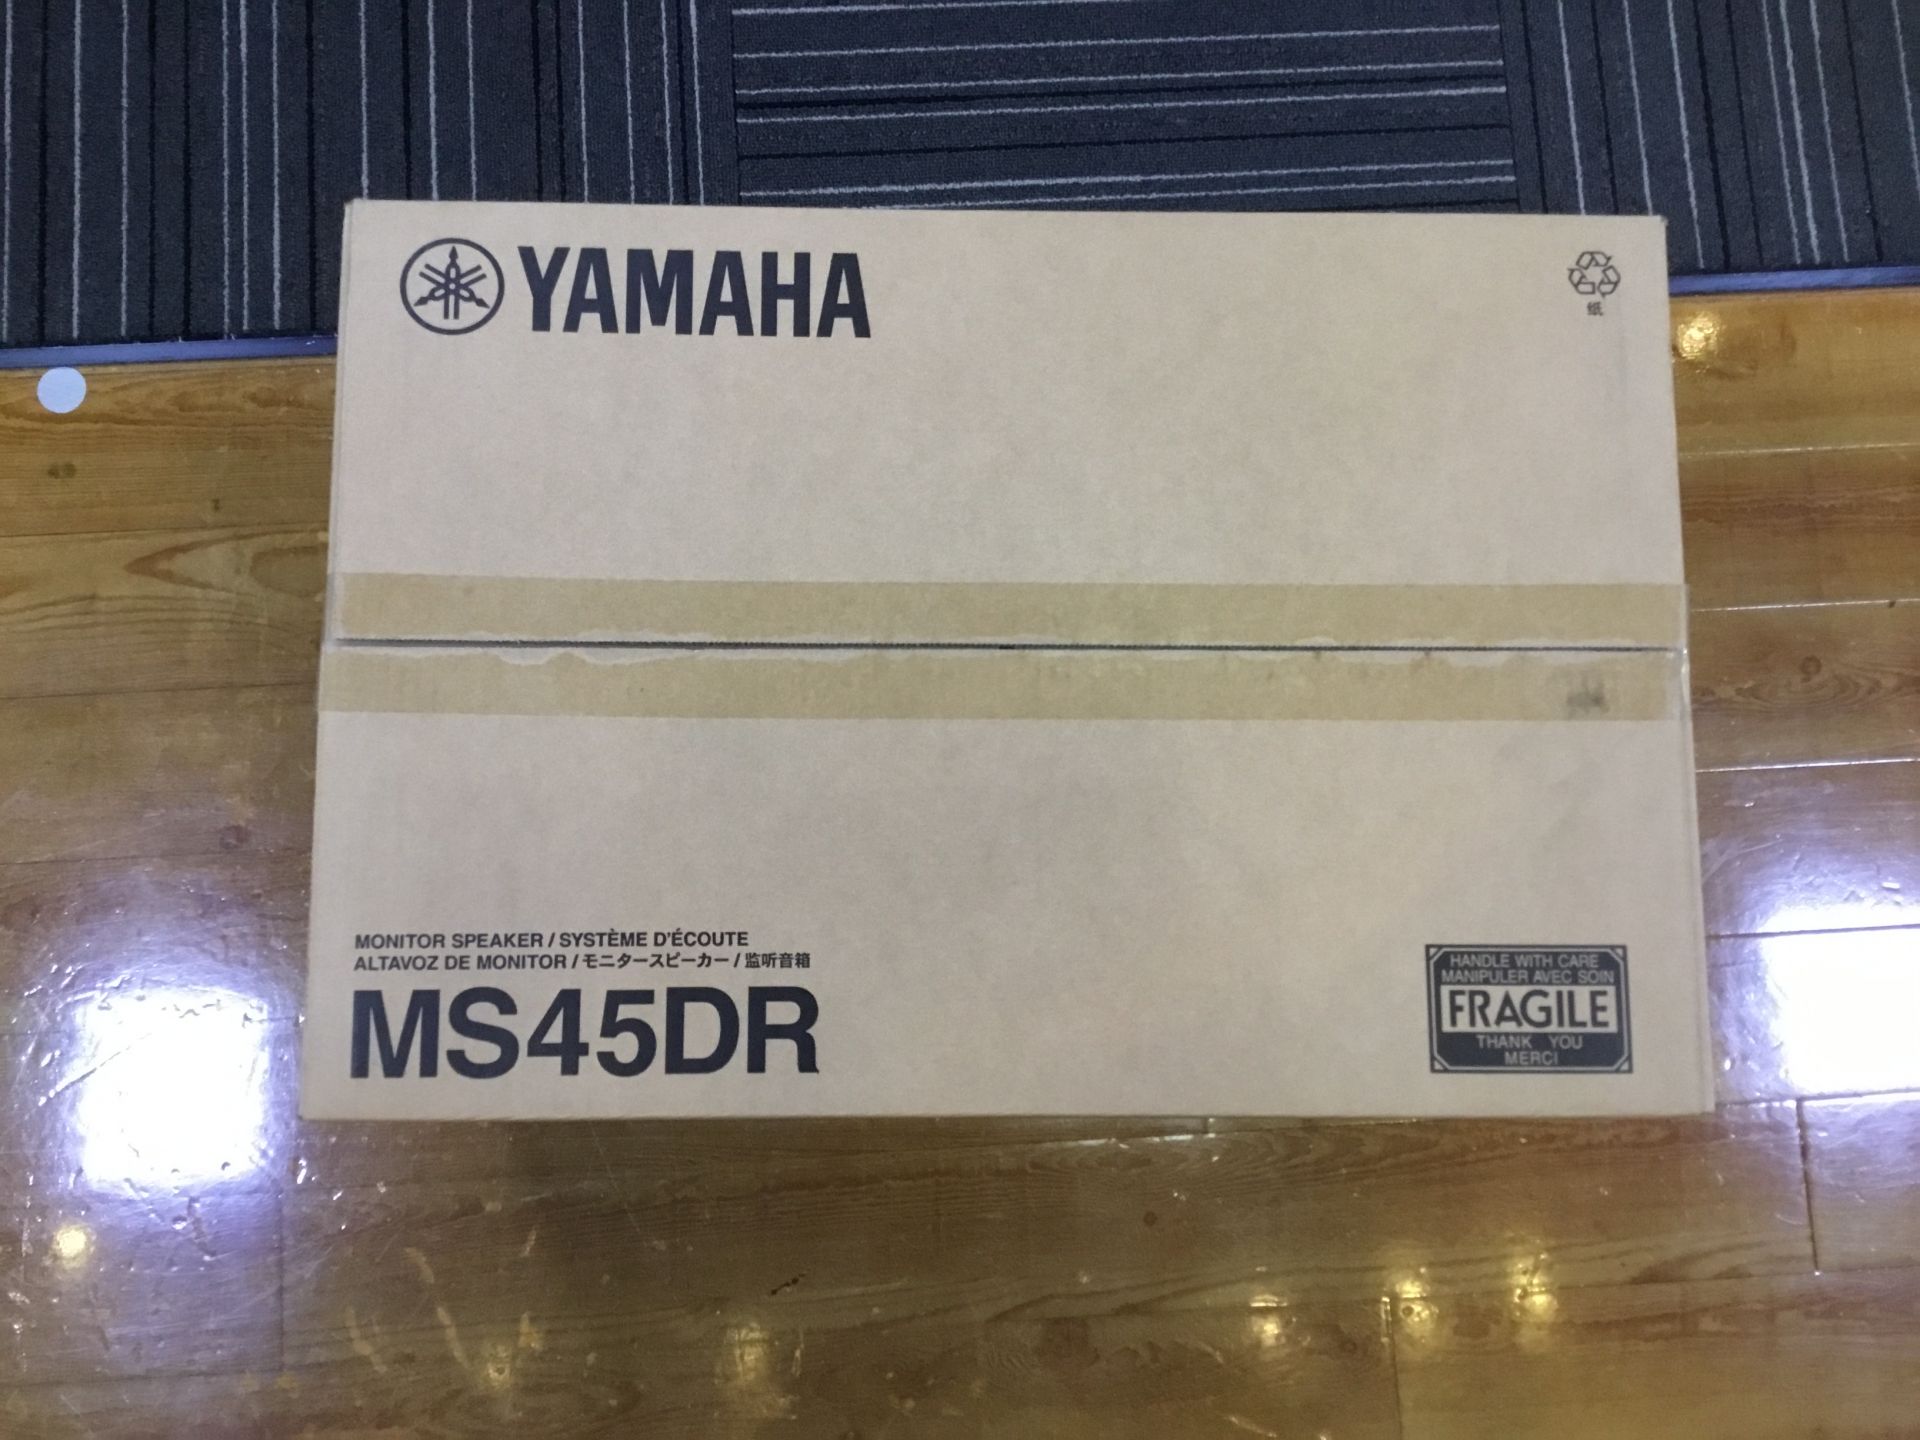 YAMAHA
纸
MONITOR SPEAKER / SYSTÈME D'ÉCOUTE
ALTAVOZ DE MONITOR / モニタースピーカー / 监听音箱
MS45DR
HANDLE WITH CARE
MANIPULER AVEC SOIN
FRAGILE
THANK YOU
MERCI